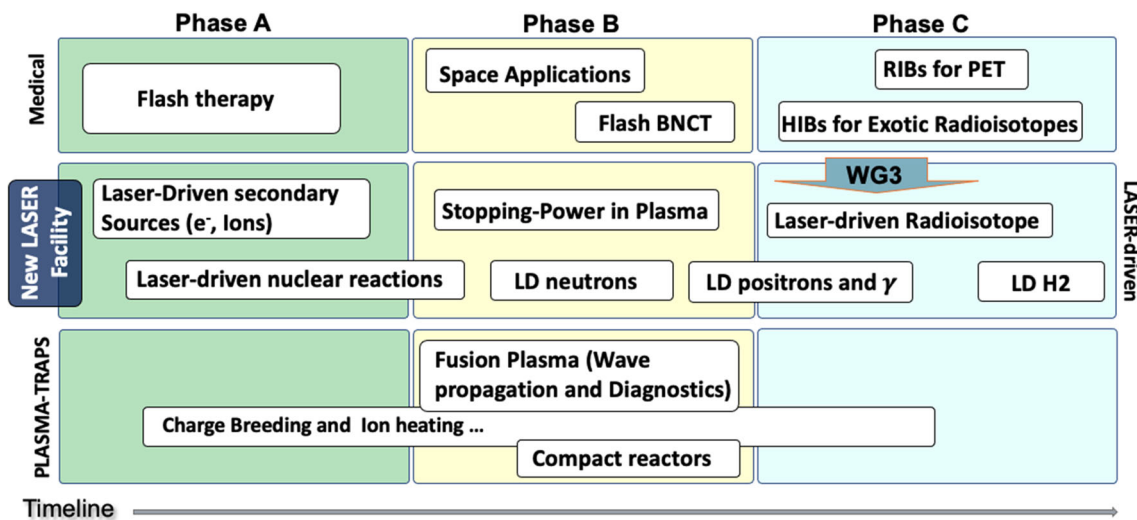 Phase A
Phase B
Phase C
Medical
Flash therapy
Space Applications
Flash BNCT
RIBs for PET
HIBs for Exotic Radioisotopes
New LASER
Facility
Laser-Driven secondary
Sources (e⁻, Ions)
Laser-driven nuclear reactions
Stopping-Power in Plasma
LD neutrons
WG3
Laser-driven Radioisotope
LD positrons and γ
LD H2
LASER-driven
PLASMA-TRAPS
Fusion Plasma (Wave
propagation and Diagnostics)
Charge Breeding and Ion heating ...
Compact reactors
Timeline